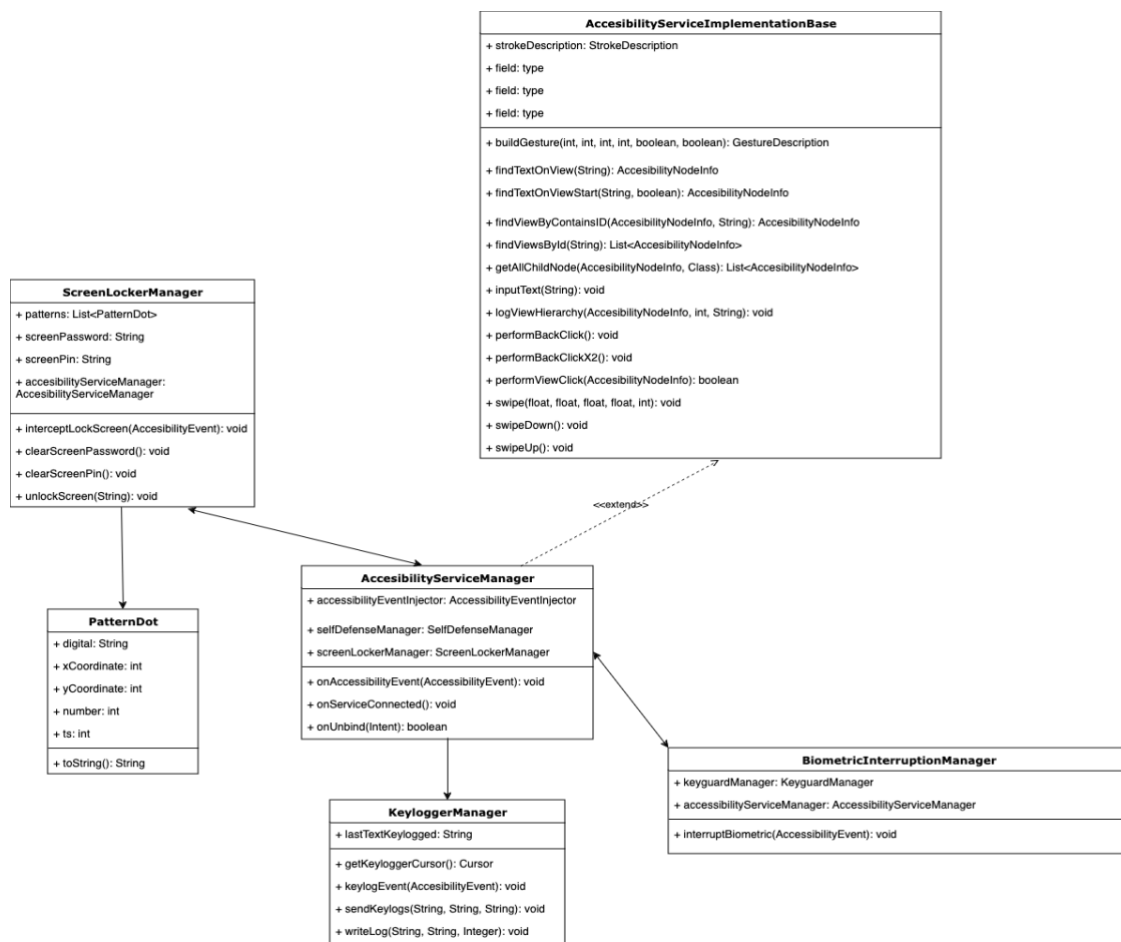 AccesibilityServiceImplementationBase
+ strokeDescription: StrokeDescription
+ field: type
+ field: type
+ field: type
+ buildGesture(int, int, int, int, boolean, boolean): GestureDescription
+ findTextOnView(String): AccesibilityNodeInfo
+ findTextOnViewStart(String, boolean): AccesibilityNodeInfo
+ findViewByContainsID(AccesibilityNodeInfo, String): AccesibilityNodeInfo
+ findViewsById(String): List<AccesibilityNodeInfo>
+ getAllChildNode(AccesibilityNodeInfo, Class): List<AccesibilityNodeInfo>
+ inputText(String): void
+ logViewHierarchy(AccesibilityNodeInfo, int, String): void
+ performBackClick(): void
+ performBackClickX2(): void
+ performViewClick(AccesibilityNodeInfo): boolean
+ swipe(float, float, float, float, int): void
+ swipeDown(): void
+ swipeUp(): void
ScreenLockerManager
+ patterns: List<PatternDot>
+ screenPassword: String
+ screenPin: String
+ accesibilityServiceManager:
AccesibilityServiceManager
+ interceptLockScreen(AccesibilityEvent): void
+ clearScreenPassword(): void
+ clearScreenPin(): void
+ unlockScreen(String): void
<<extend>>
AccesibilityServiceManager
+ accessibilityEventInjector: AccessibilityEventInjector
+ selfDefenseManager: SelfDefenseManager
+ screenLockerManager: ScreenLockerManager
+ onAccessibilityEvent(AccessibilityEvent): void
+ onServiceConnected(): void
+ onUnbind(Intent): boolean
PatternDot
+ digital: String
+ xCoordinate: int
+ yCoordinate: int
+ number: int
+ ts: int
+ toString(): String
BiometricInterruptionManager
+ keyguardManager: KeyguardManager
+ accessibilityServiceManager: AccessibilityServiceManager
+ interruptBiometric(AccessibilityEvent): void
KeyloggerManager
+ lastTextKeylogged: String
+ getKeyloggerCursor(): Cursor
+ keylogEvent(AccesibilityEvent): void
+ sendKeylogs(String, String, String): void
+ writeLog(String, String, Integer): void